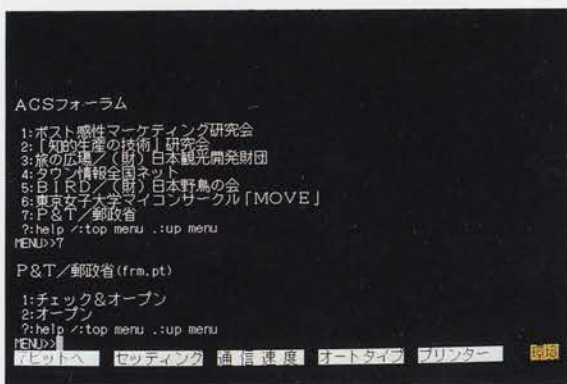 ACSフォーラム
1:ポスト感性マーケティング研究会
2:「知的生産の技術」研究会
3:旅の広場/(財)日本観光開発財団
4:タウン情報全国ネット
5:BIRD/(財)日本野鳥の会
6:東京女子大学マイコンサークル「MOVE」
7:P&T/郵政省
?:help /:top menu .:up menu
MENU>>7
P&T/郵政省(frm.pt)
1:チェック&オープン
2:オープン
?:help /:top menu .:up menu
MENU>>
7ビットへ セッティング 通信速度 オートタイプ プリンター 環境